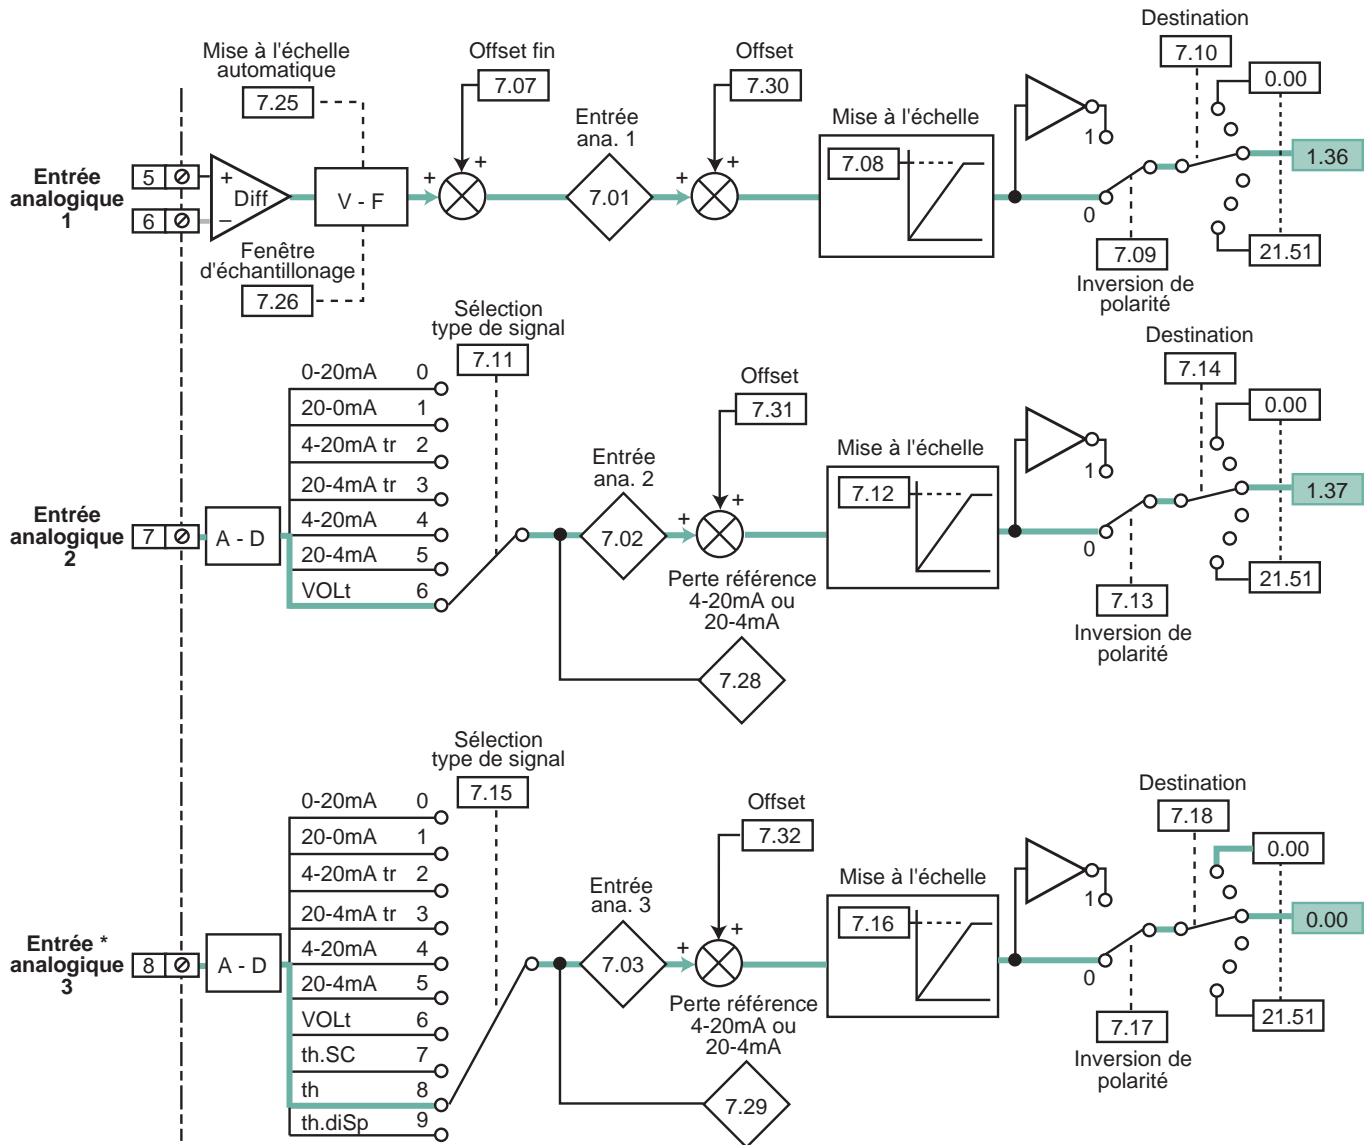 Mise à l'échelle
automatique
7.25
Offset fin
7.07
Offset
7.30
Destination
7.10
0.00
Entrée
analogique
1
5
6
+
−
Diff
V - F
+
+
Entrée
ana. 1
7.01
+
+
Mise à l'échelle
7.08
1
0
1.36
Fenêtre
d'échantillonage
7.26
7.09
Inversion de
polarité
21.51
Sélection
type de signal
7.11
Offset
7.31
Destination
7.14
0.00
0-20mA 0
20-0mA 1
4-20mA tr 2
20-4mA tr 3
4-20mA 4
20-4mA 5
VOLt 6
Entrée
analogique
2
7
A - D
Entrée
ana. 2
7.02
+
+
Mise à l'échelle
7.12
1
0
1.37
Perte référence
4-20mA ou
20-4mA
7.28
7.13
Inversion de
polarité
21.51
Sélection
type de signal
7.15
Offset
7.32
Destination
7.18
0.00
0-20mA 0
20-0mA 1
4-20mA tr 2
20-4mA tr 3
4-20mA 4
20-4mA 5
VOLt 6
th.SC 7
th 8
th.diSp 9
Entrée *
analogique
3
8
A - D
Entrée
ana. 3
7.03
+
+
Mise à l'échelle
7.16
1
0
0.00
Perte référence
4-20mA ou
20-4mA
7.29
7.17
Inversion de
polarité
21.51